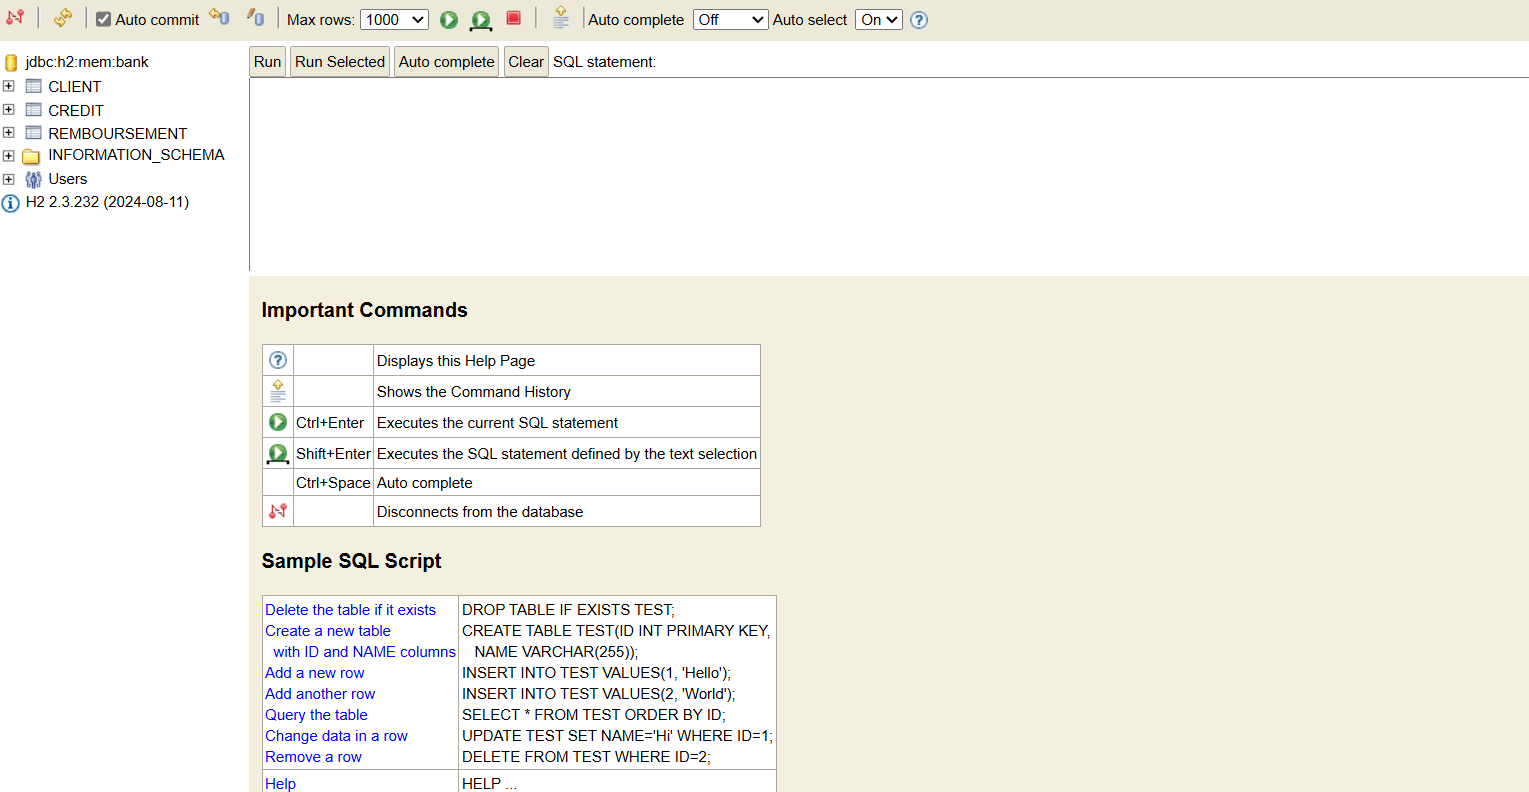 Auto commit Max rows: 1000 Auto complete Off Auto select On
jdbc:h2:mem:bank
CLIENT
CREDIT
REMBOURSEMENT
INFORMATION_SCHEMA
Users
H2 2.3.232 (2024-08-11)
Run Run Selected Auto complete Clear SQL statement:
Important Commands
Displays this Help Page
Shows the Command History
Ctrl+Enter Executes the current SQL statement
Shift+Enter Executes the SQL statement defined by the text selection
Ctrl+Space Auto complete
Disconnects from the database
Sample SQL Script
Delete the table if it exists DROP TABLE IF EXISTS TEST;
Create a new table CREATE TABLE TEST(ID INT PRIMARY KEY,
with ID and NAME columns NAME VARCHAR(255));
Add a new row INSERT INTO TEST VALUES(1, 'Hello');
Add another row INSERT INTO TEST VALUES(2, 'World');
Query the table SELECT * FROM TEST ORDER BY ID;
Change data in a row UPDATE TEST SET NAME='Hi' WHERE ID=1;
Remove a row DELETE FROM TEST WHERE ID=2;
Help HELP ...